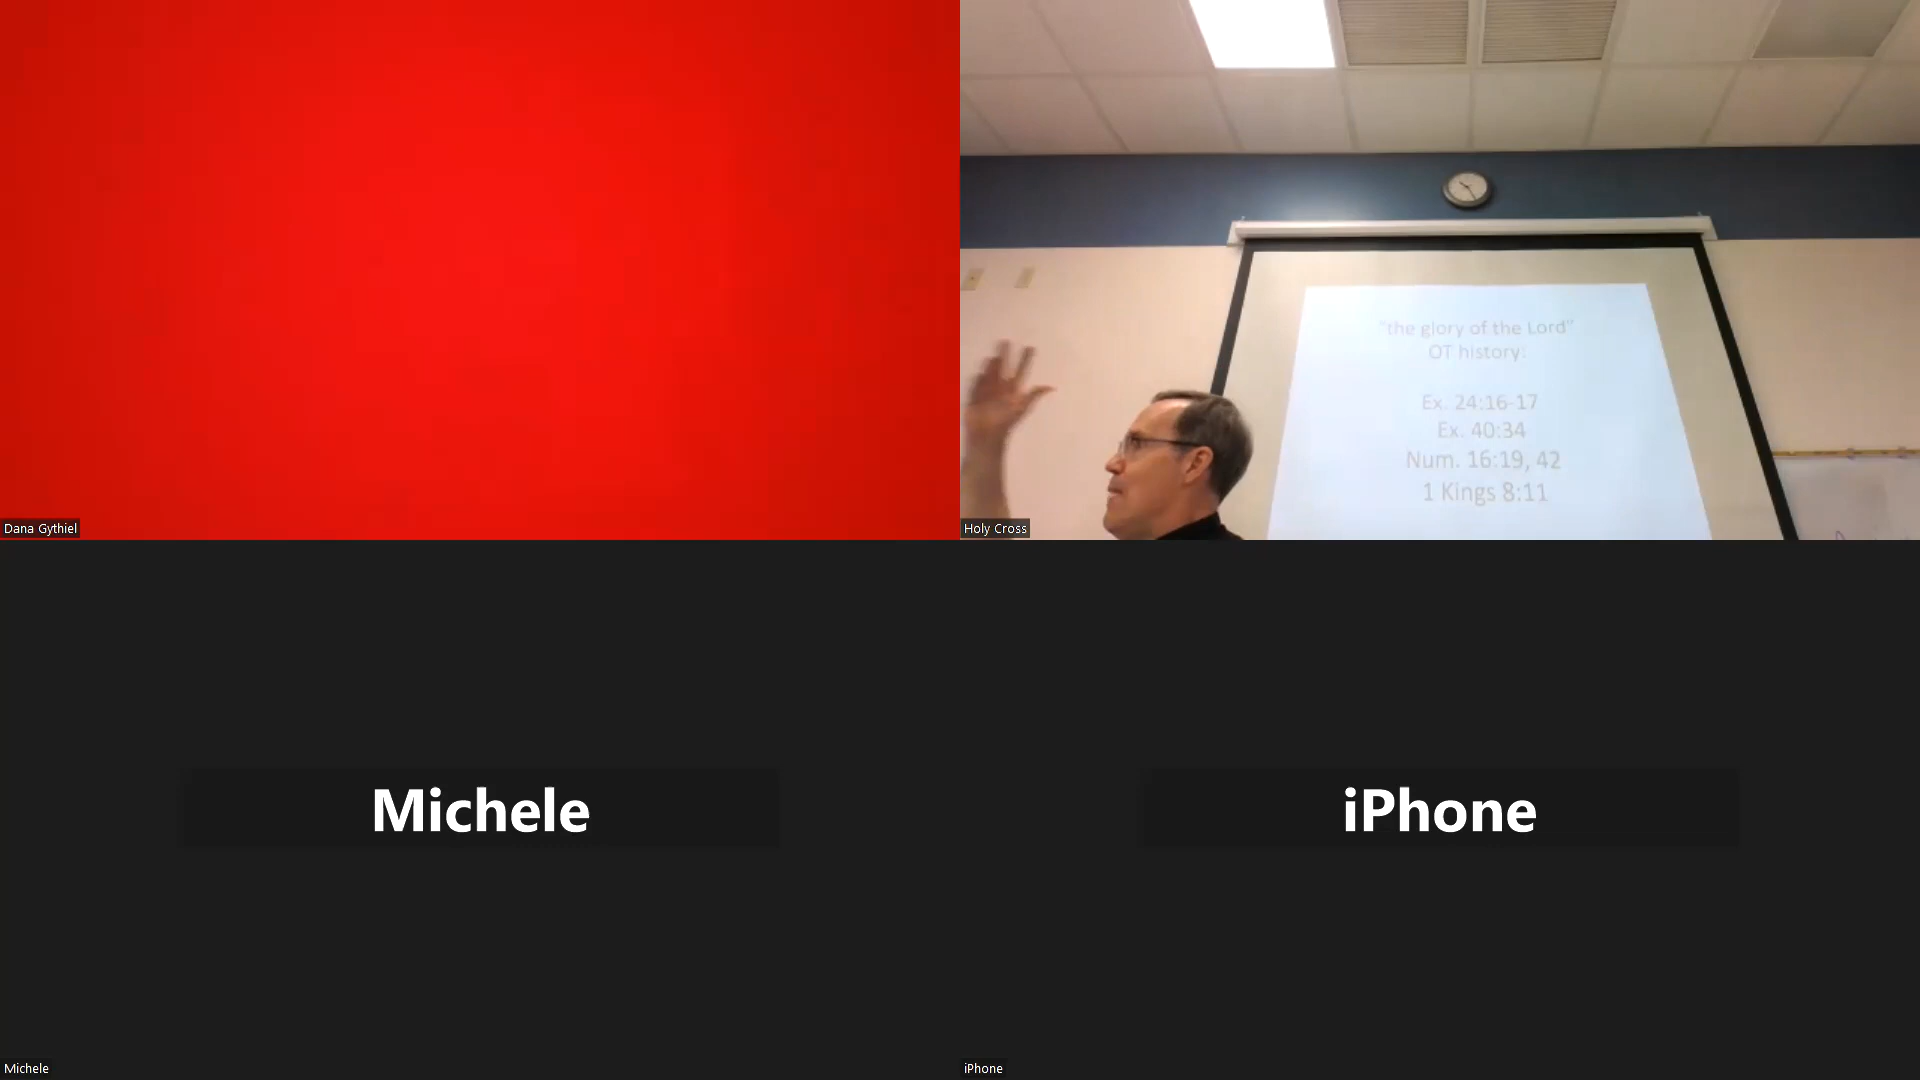 Dana Gythiel
"the glory of the Lord"
OT history:
Ex. 24:16-17
Ex. 40:34
Num. 16:19, 42
1 Kings 8:11
Holy Cross
Michele
iPhone
Michele
iPhone